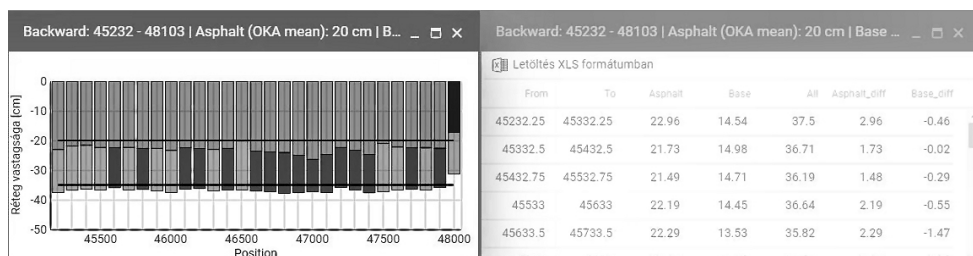 Backward: 45232 - 48103 | Asphalt (OKA mean): 20 cm | B...
Réteg vastagsága [cm]
0
-10
-20
-30
-40
-50
45500 46000 46500 47000 47500 48000
Position
Backward: 45232 - 48103 | Asphalt (OKA mean): 20 cm | Base ...
Letöltés XLS formátumban
From To Asphalt Base All Asphalt_diff Base_diff
45232.25 45332.25 22.96 14.54 37.5 2.96 -0.46
45332.5 45432.5 21.73 14.98 36.71 1.73 -0.02
45432.75 45532.75 21.49 14.71 36.19 1.48 -0.29
45533 45633 22.19 14.45 36.64 2.19 -0.55
45633.5 45733.5 22.29 13.53 35.82 2.29 -1.47